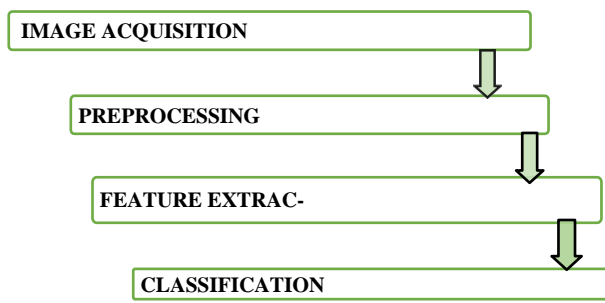 IMAGE ACQUISITION
PREPROCESSING
FEATURE EXTRAC-
CLASSIFICATION